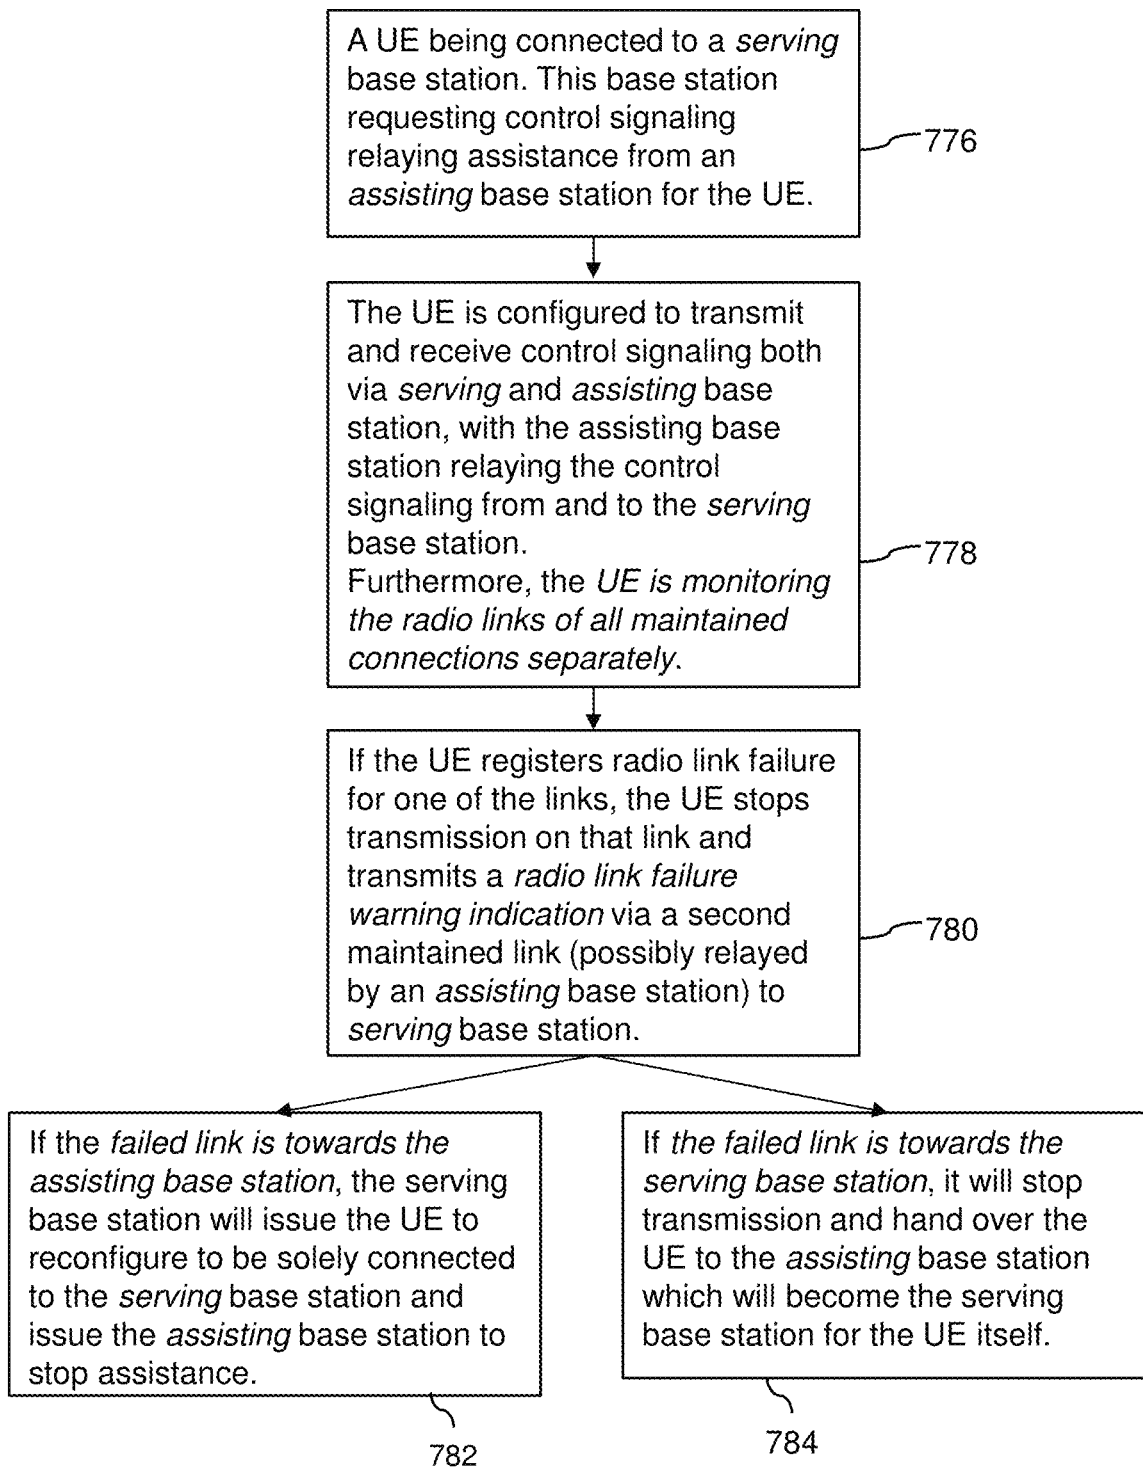 A UE being connected to a serving
base station. This base station
requesting control signaling
relaying assistance from an
assisting base station for the UE.
776
The UE is configured to transmit
and receive control signaling both
via serving and assisting base
station, with the assisting base
station relaying the control
signaling from and to the serving
base station.
Furthermore, the UE is monitoring
the radio links of all maintained
connections separately.
778
If the UE registers radio link failure
for one of the links, the UE stops
transmission on that link and
transmits a radio link failure
warning indication via a second
maintained link (possibly relayed
by an assisting base station) to
serving base station.
780
If the failed link is towards the
assisting base station, the serving
base station will issue the UE to
reconfigure to be solely connected
to the serving base station and
issue the assisting base station to
stop assistance.
782
If the failed link is towards the
serving base station, it will stop
transmission and hand over the
UE to the assisting base station
which will become the serving
base station for the UE itself.
784